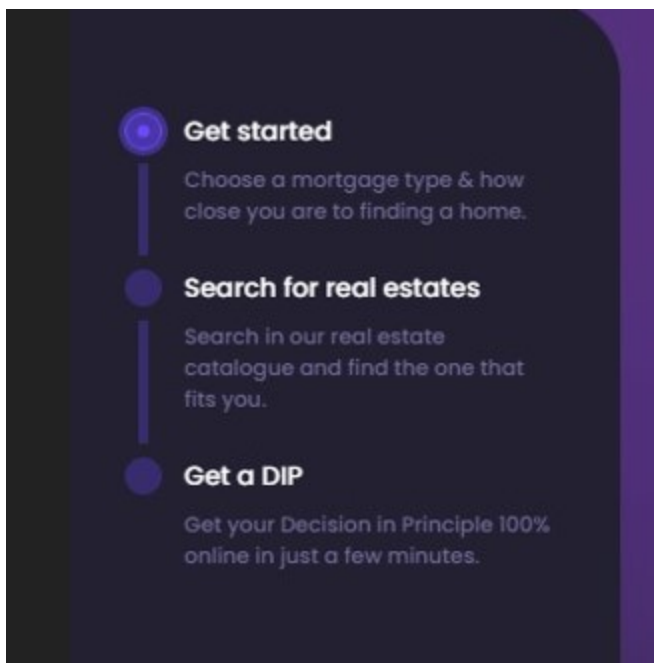 Get started
Choose a mortgage type & how
close you are to finding a home.
Search for real estates
Search in our real estate
catalogue and find the one that
fits you.
Get a DIP
Get your Decision in Principle 100%
online in just a few minutes.